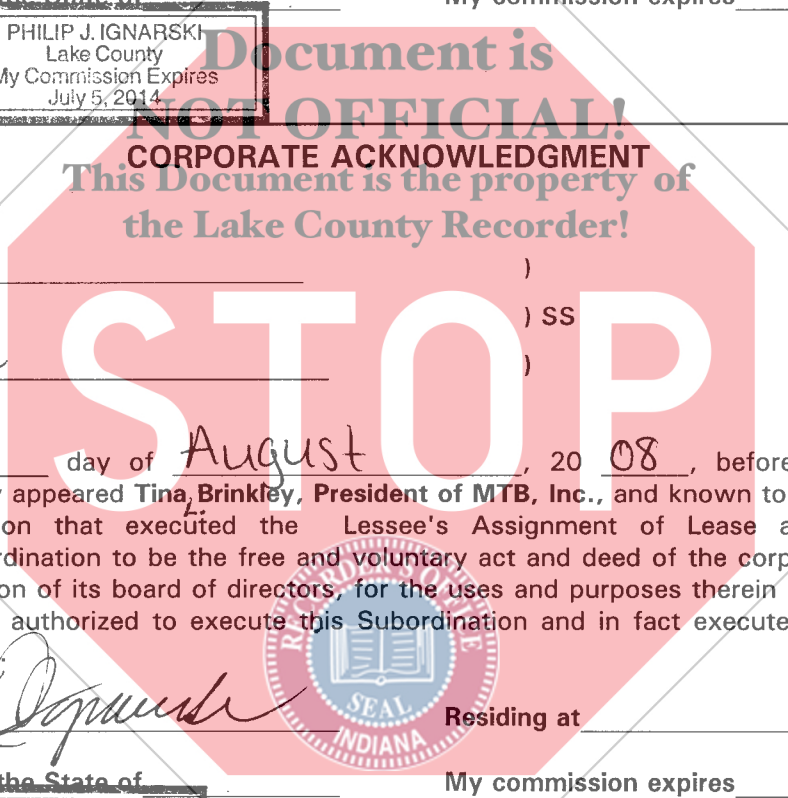 My commission expires
PHILIP J. IGNARSKI
Lake County
My Commission Expires
July 5, 2014
Document is
NOT OFFICIAL!
CORPORATE ACKNOWLEDGMENT
This Document is the property of
the Lake County Recorder!
)
) SS
)
STOP
day of August, 20 08, before
appeared Tina L. Brinkley, President of MTB, Inc., and known to
on that executed the Lessee's Assignment of Lease a
rdination to be the free and voluntary act and deed of the corp
on of its board of directors, for the uses and purposes therein
authorized to execute this Subordination and in fact execute
RECORDER'S OFFICE
SEAL
INDIANA
Residing at
the State of
My commission expires